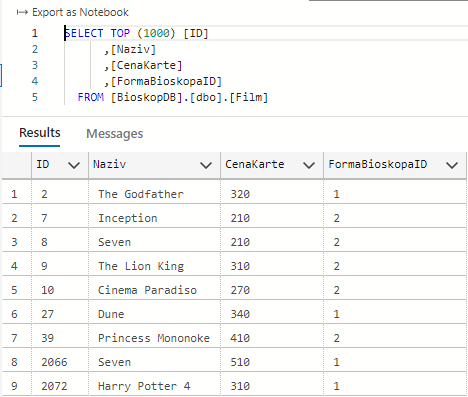 Export as Notebook
1 SELECT TOP (1000) [ID]
2 ,[Naziv]
3 ,[CenaKarte]
4 ,[FormaBioskopaID]
5 FROM [BioskopDB].[dbo].[Film]
Results Messages
ID Naziv CenaKarte FormaBioskopaID
1 2 The Godfather 320 1
2 7 Inception 210 2
3 8 Seven 210 2
4 9 The Lion King 310 2
5 10 Cinema Paradiso 270 2
6 27 Dune 340 1
7 39 Princess Mononoke 410 2
8 2066 Seven 510 1
9 2072 Harry Potter 4 310 1